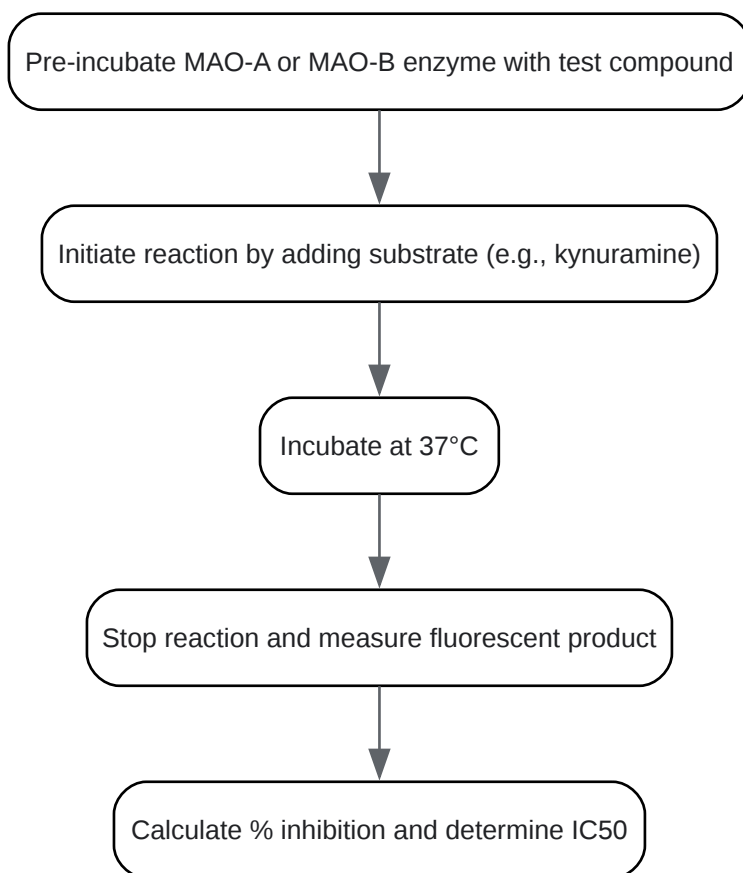 Pre-incubate MAO-A or MAO-B enzyme with test compound
Initiate reaction by adding substrate (e.g., kynuramine)
Incubate at 37°C
Stop reaction and measure fluorescent product
Calculate % inhibition and determine IC50